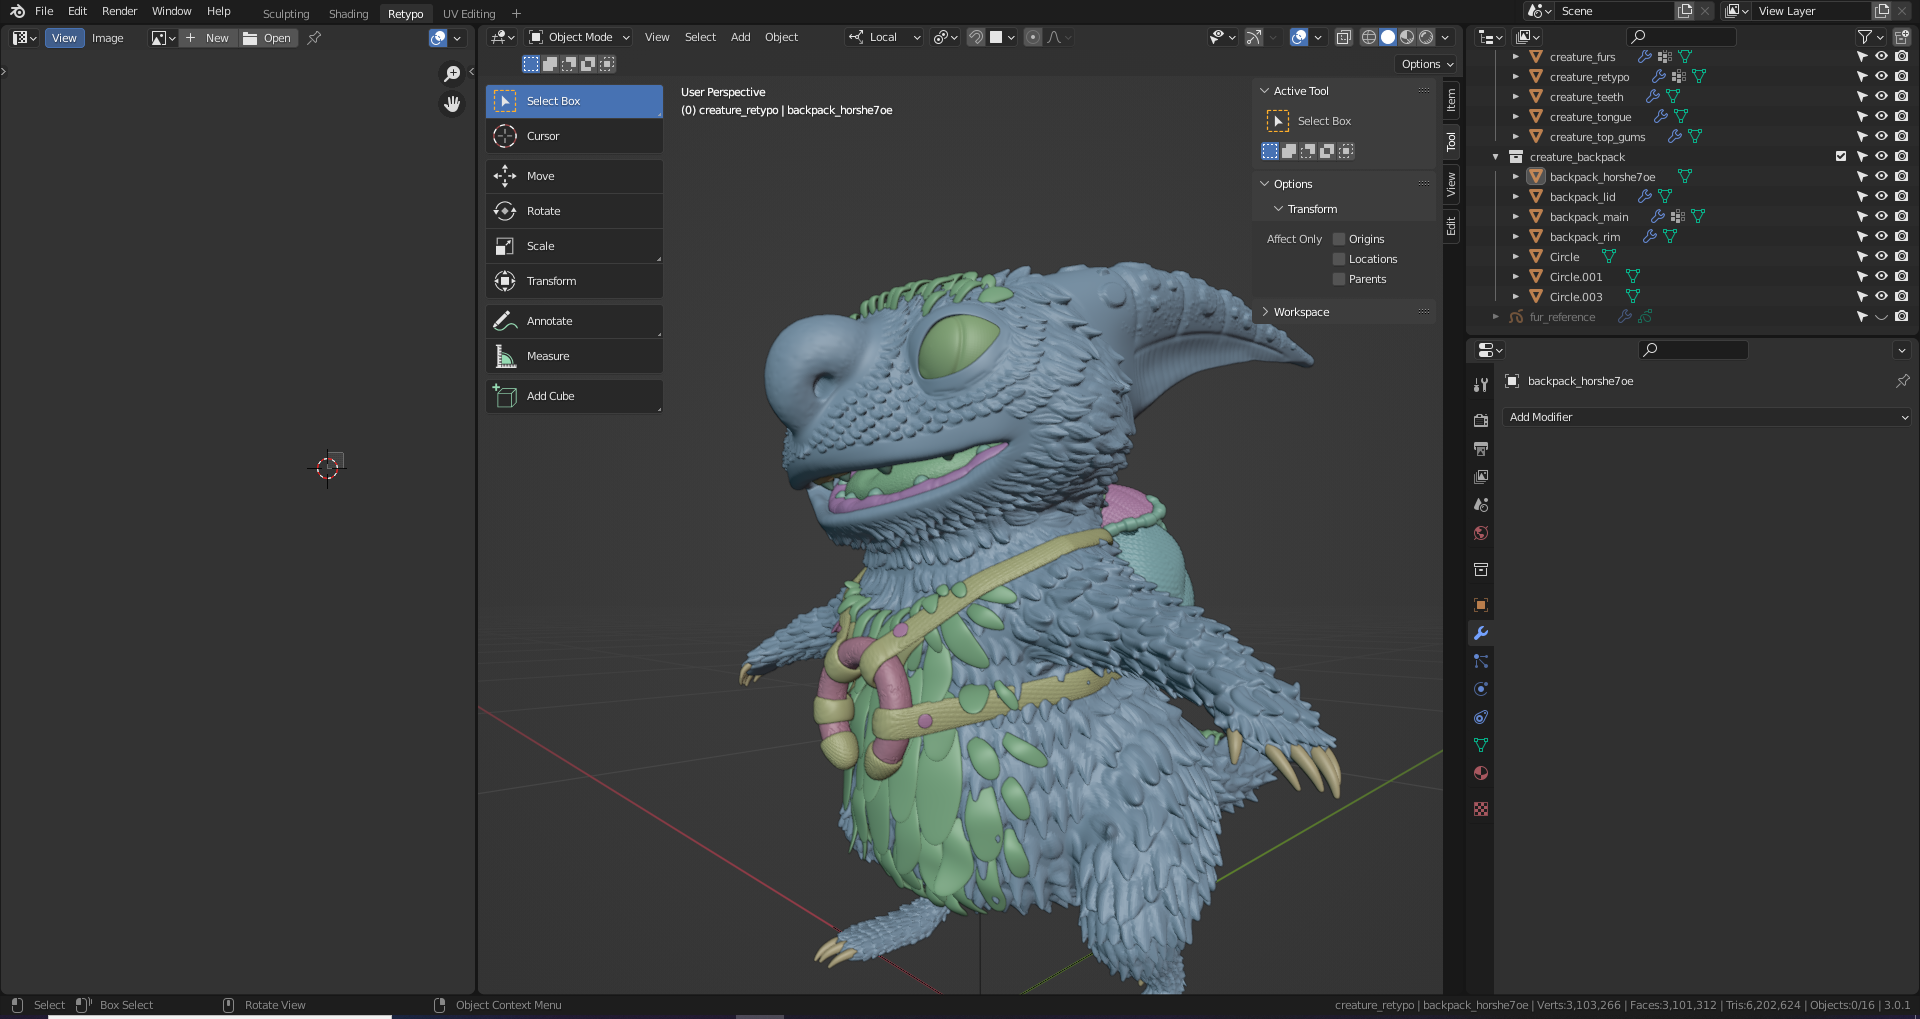 File Edit Render Window Help Sculpting Shading Retypo UV Editing + Scene View Layer
View Image New Open Object Mode View Select Add Object Local
Options
Select Box
Cursor
Move
Rotate
Scale
Transform
Annotate
Measure
Add Cube
User Perspective
(0) creature_retypo | backpack_horshe7oe
Active Tool
Select Box
Options
Transform
Affect Only Origins
Locations
Parents
Workspace
Item
Tool
View
Edit
creature_furs
creature_retypo
creature_teeth
creature_tongue
creature_top_gums
creature_backpack
backpack_horshe7oe
backpack_lid
backpack_main
backpack_rim
Circle
Circle.001
Circle.003
fur_reference
backpack_horshe7oe
Add Modifier
Select Box Select Rotate View Object Context Menu
creature_retypo | backpack_horshe7oe | Verts:3,103,266 | Faces:3,101,312 | Tris:6,202,624 | Objects:0/16 | 3.0.1